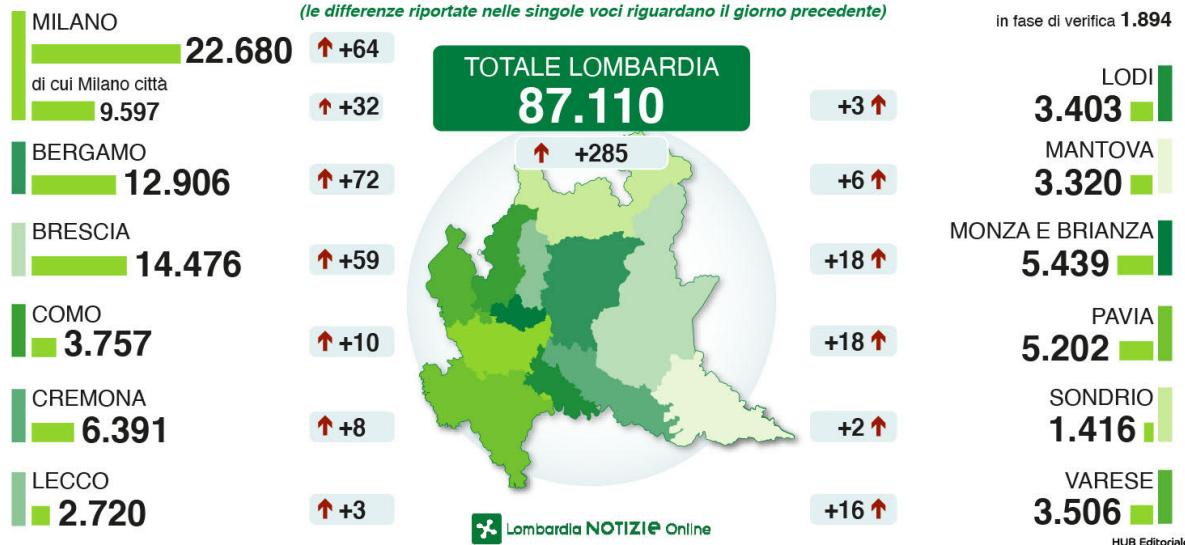 (le differenze riportate nelle singole voci riguardano il giorno precedente)
in fase di verifica 1.894
MILANO
22.680
+64
di cui Milano città
9.597
+32
BERGAMO
12.906
+72
BRESCIA
14.476
+59
COMO
3.757
+10
CREMONA
6.391
+8
LECCO
2.720
+3
TOTALE LOMBARDIA
87.110
+285
LODI
+3
3.403
MANTOVA
+6
3.320
MONZA E BRIANZA
+18
5.439
PAVIA
+18
5.202
SONDRIO
+2
1.416
VARESE
+16
3.506
Lombardia NOTIZIe Online
HUB Editoriale